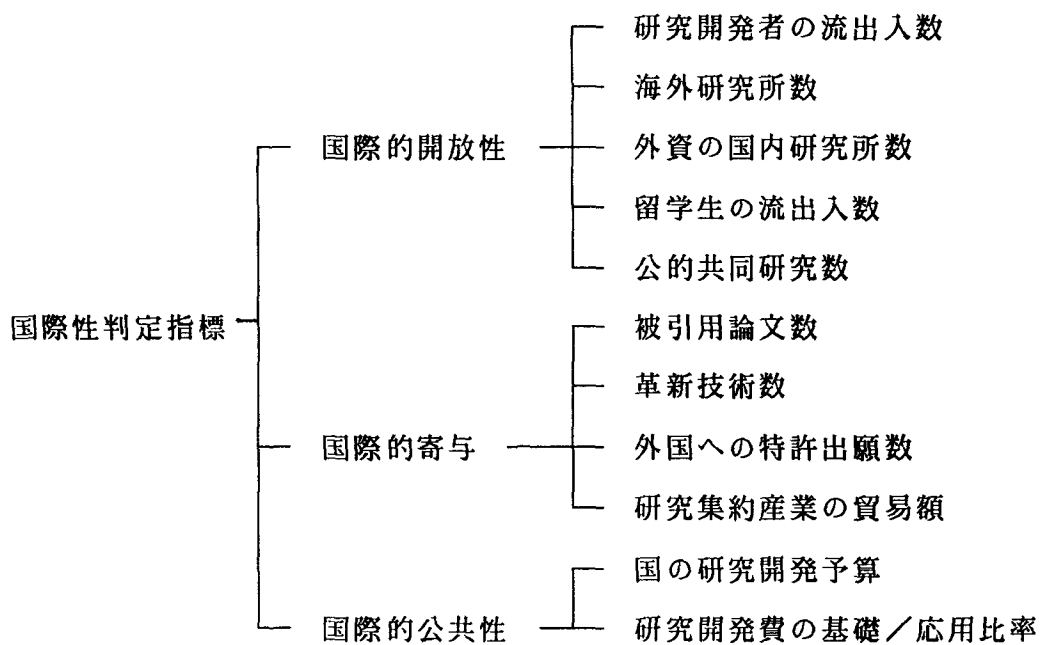 国際性判定指標
国際的開放性
研究開発者の流出入数
海外研究所数
外資の国内研究所数
留学生の流出入数
公的共同研究数
国際的寄与
被引用論文数
革新技術数
外国への特許出願数
研究集約産業の貿易額
国際的公共性
国の研究開発予算
研究開発費の基礎／応用比率